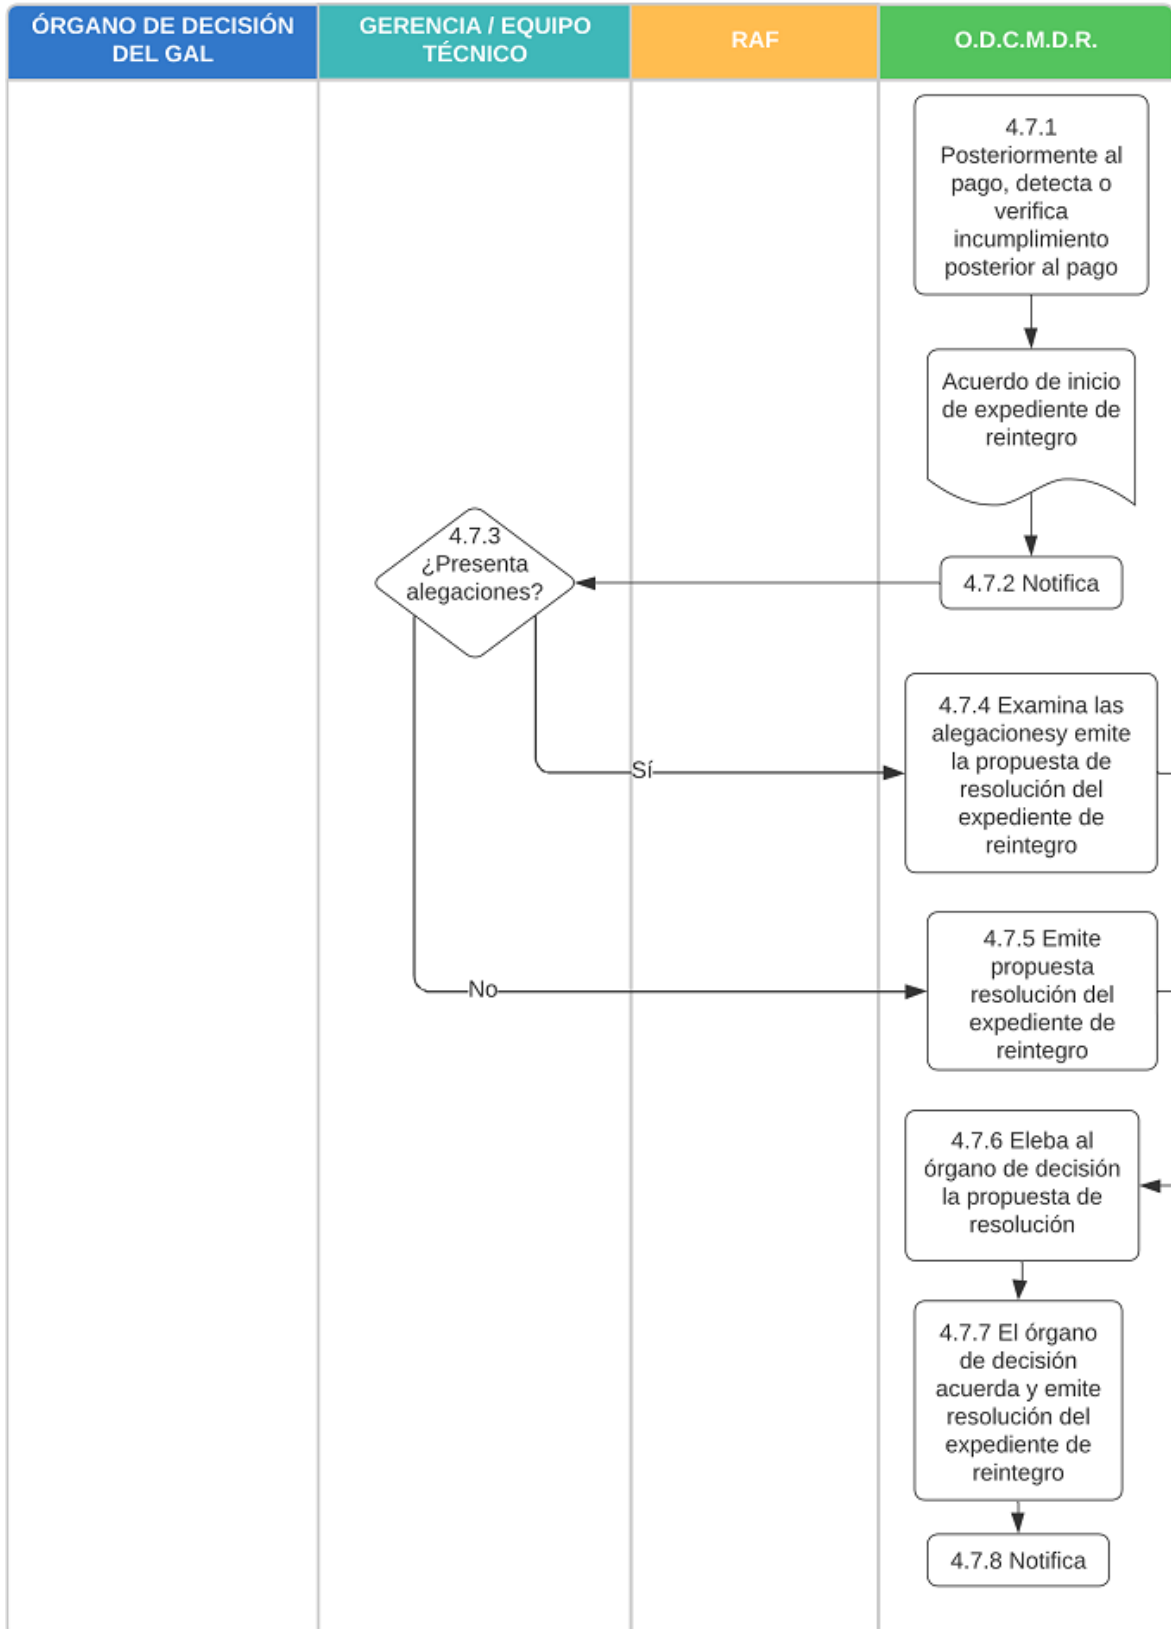 ÓRGANO DE DECISIÓN
DEL GAL
GERENCIA / EQUIPO
TÉCNICO
RAF
O.D.C.M.D.R.
4.7.1
Posteriormente al
pago, detecta o
verifica
incumplimiento
posterior al pago
Acuerdo de inicio
de expediente de
reintegro
4.7.2 Notifica
4.7.3
¿Presenta
alegaciones?
Sí
4.7.4 Examina las
alegacionesy emite
la propuesta de
resolución del
expediente de
reintegro
No
4.7.5 Emite
propuesta
resolución del
expediente de
reintegro
4.7.6 Eleba al
órgano de decisión
la propuesta de
resolución
4.7.7 El órgano
de decisión
acuerda y emite
resolución del
expediente de
reintegro
4.7.8 Notifica